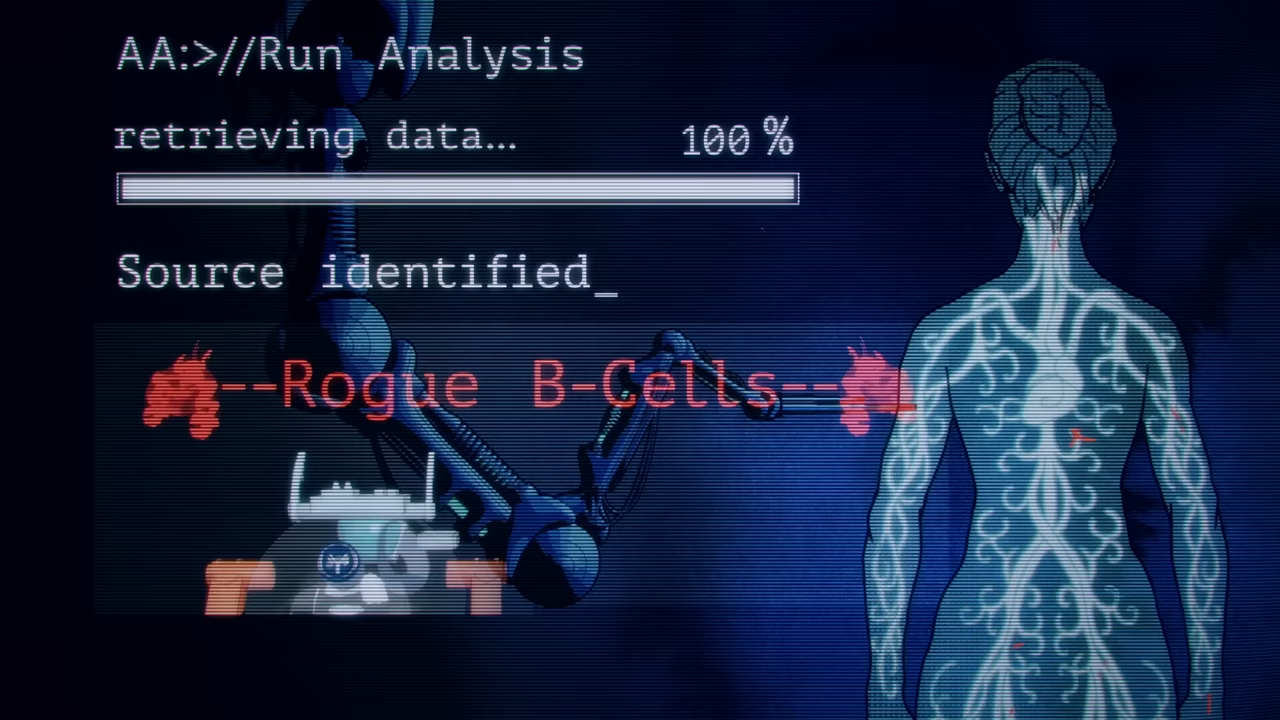 AA:>//Run Analysis
retrieving data... 100%
Source identified_
--Rogue B-Cells--